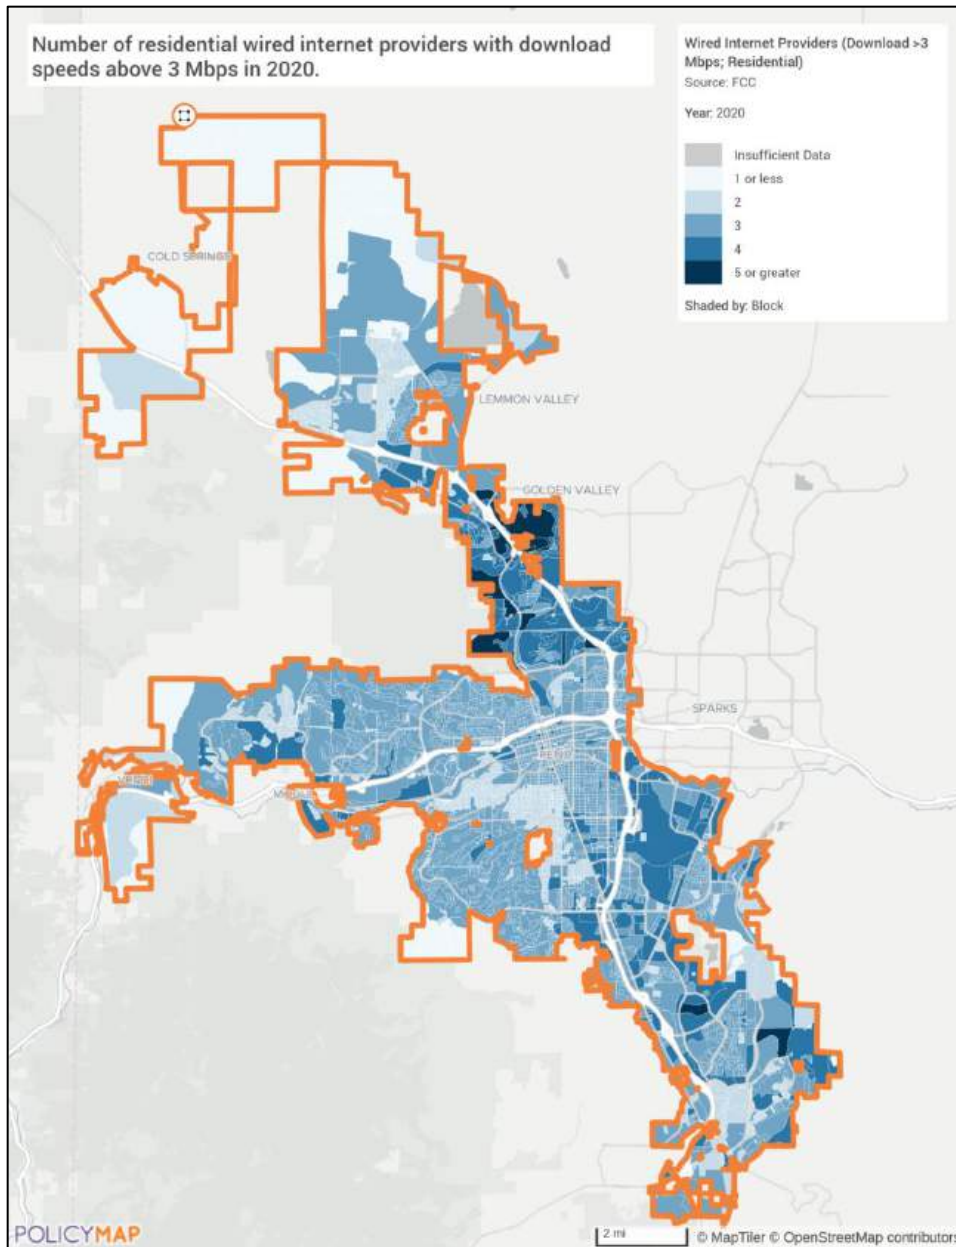 Number of residential wired internet providers with download
speeds above 3 Mbps in 2020.
Wired Internet Providers (Download >3
Mbps; Residential)
Source: FCC
Year: 2020
Insufficient Data
1 or less
2
3
4
5 or greater
Shaded by: Block
COLD SPRINGS
LEMMON VALLEY
GOLDEN VALLEY
SPARKS
RENO
VERDI
POLICYMAP
2 mi
© MapTiler © OpenStreetMap contributors